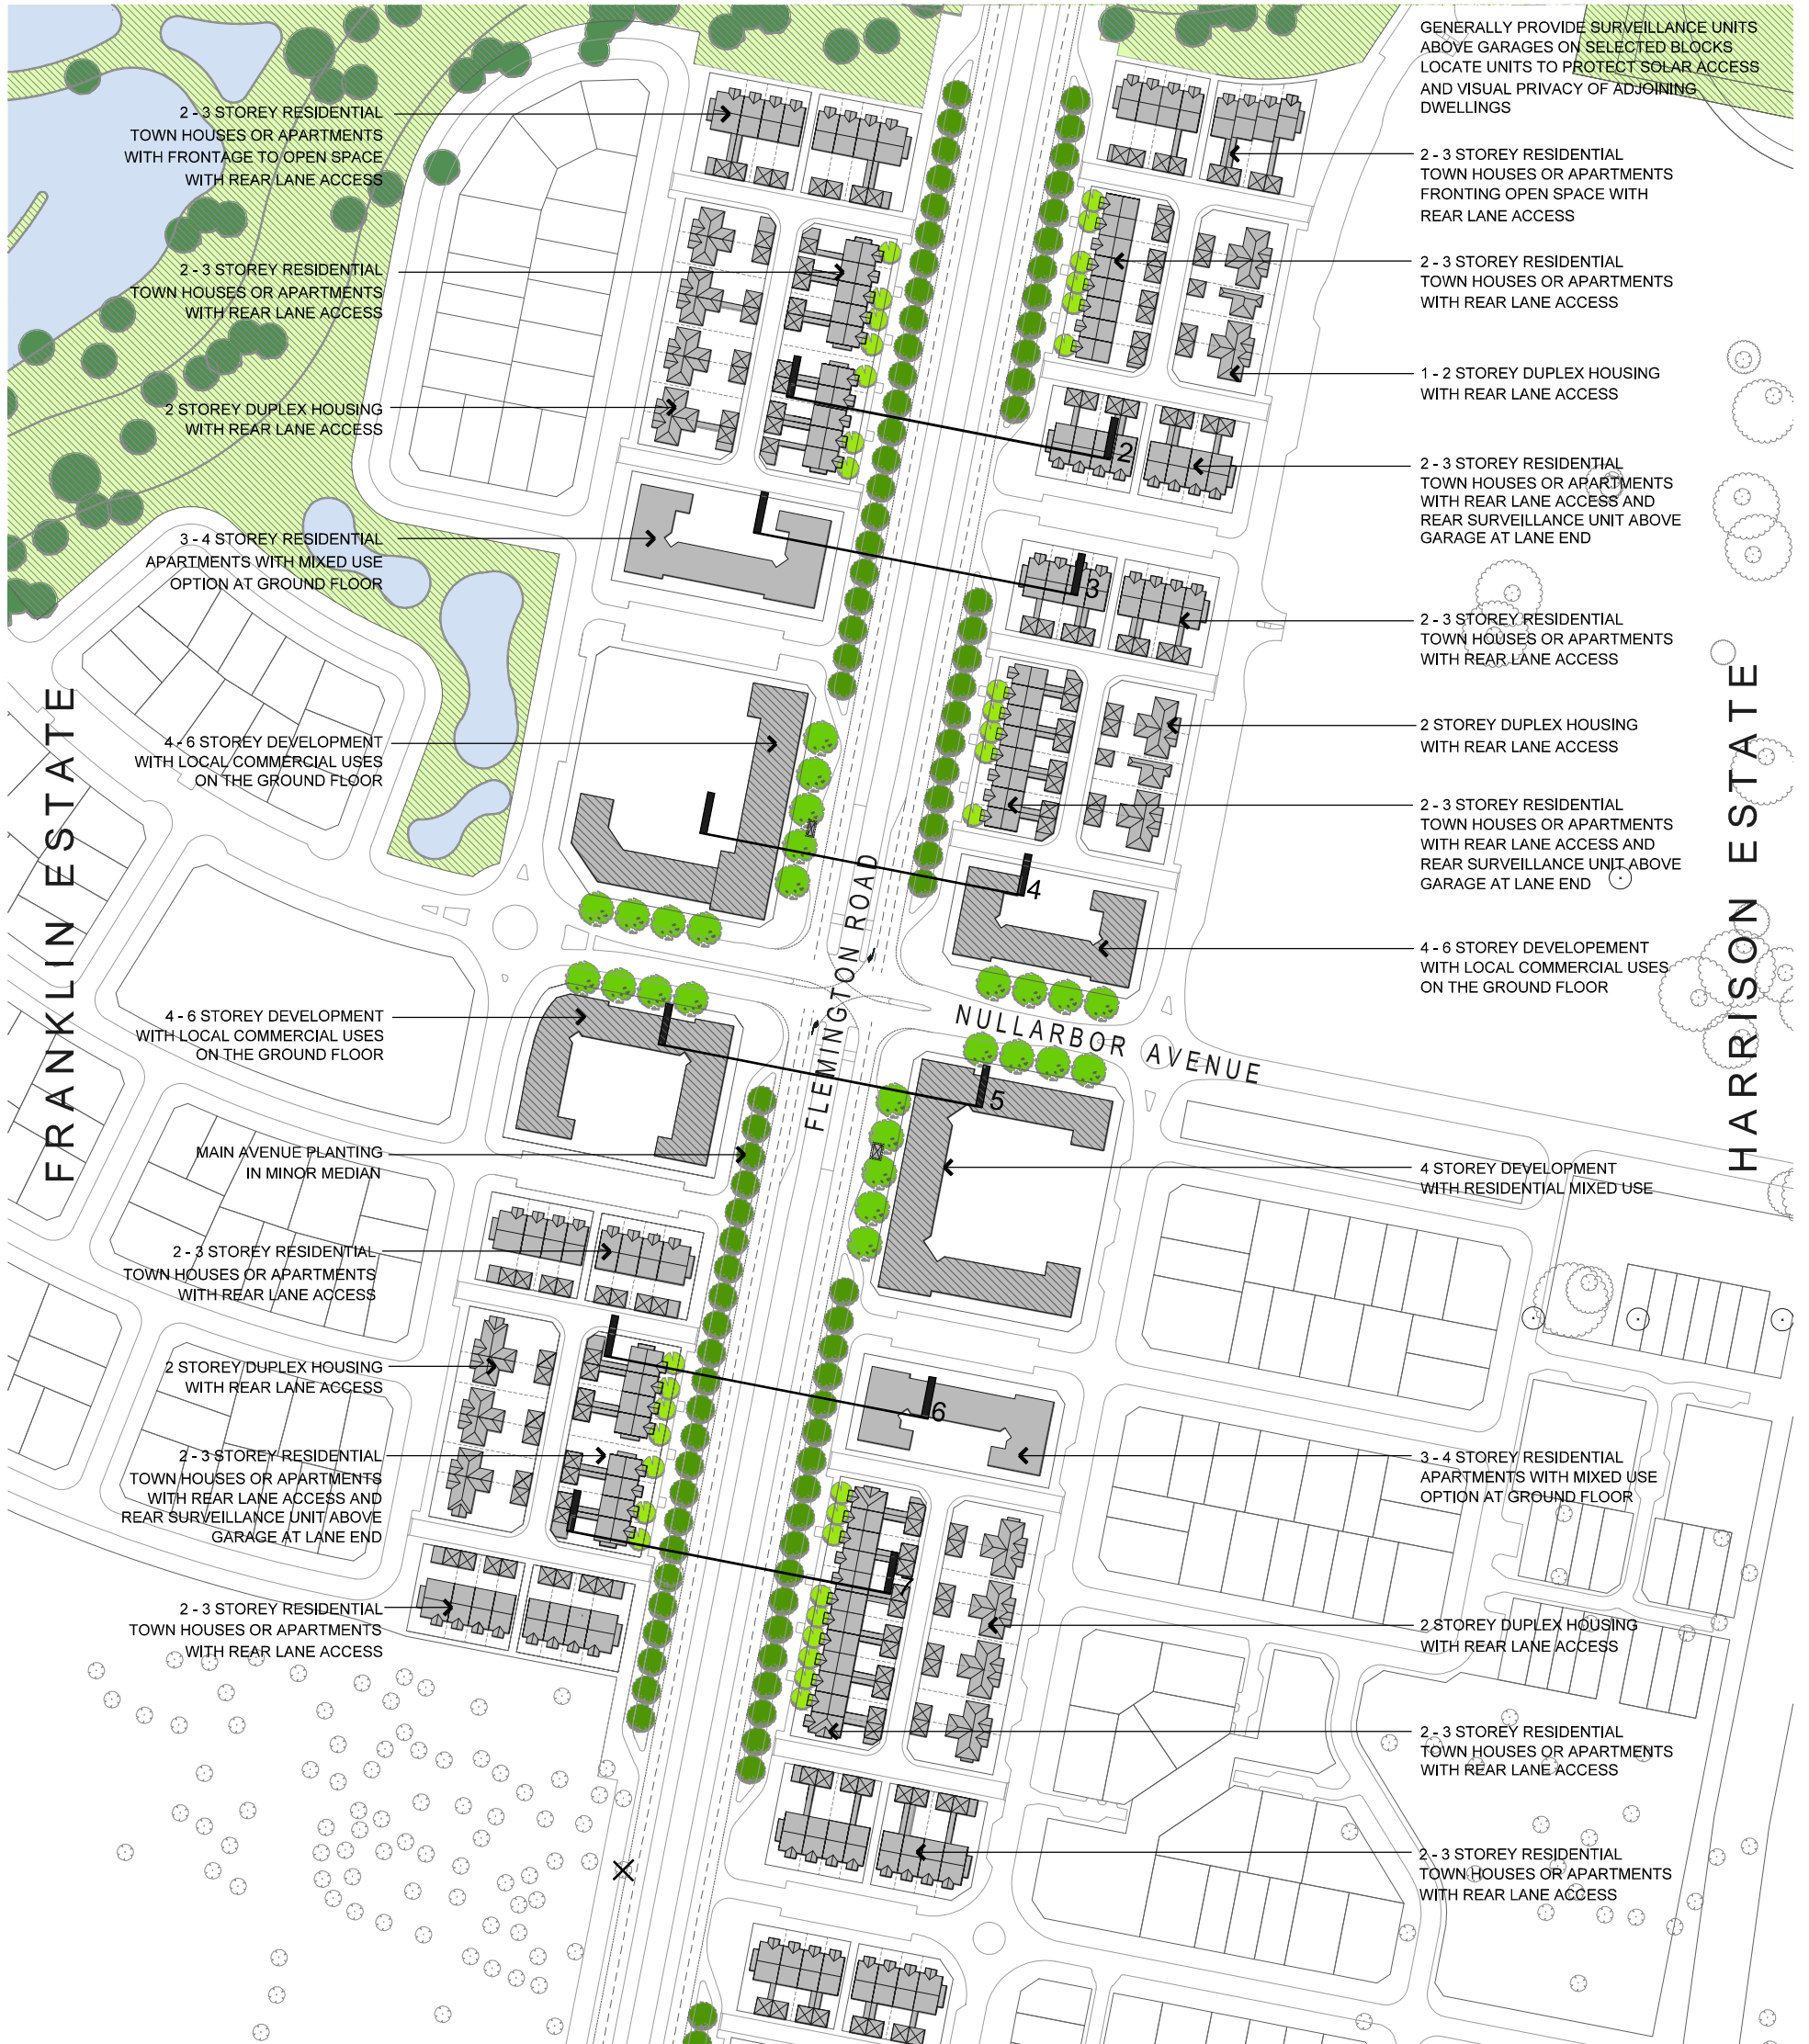 GENERALLY PROVIDE SURVEILLANCE UNITS
ABOVE GARAGES ON SELECTED BLOCKS
LOCATE UNITS TO PROTECT SOLAR ACCESS
AND VISUAL PRIVACY OF ADJOINING
DWELLINGS
2 - 3 STOREY RESIDENTIAL
TOWN HOUSES OR APARTMENTS
WITH FRONTAGE TO OPEN SPACE
WITH REAR LANE ACCESS
2 - 3 STOREY RESIDENTIAL
TOWN HOUSES OR APARTMENTS
WITH REAR LANE ACCESS
2 STOREY DUPLEX HOUSING
WITH REAR LANE ACCESS
3 - 4 STOREY RESIDENTIAL
APARTMENTS WITH MIXED USE
OPTION AT GROUND FLOOR
4 - 6 STOREY DEVELOPMENT
WITH LOCAL COMMERCIAL USES
ON THE GROUND FLOOR
4 - 6 STOREY DEVELOPMENT
WITH LOCAL COMMERCIAL USES
ON THE GROUND FLOOR
MAIN AVENUE PLANTING
IN MINOR MEDIAN
2 - 3 STOREY RESIDENTIAL
TOWN HOUSES OR APARTMENTS
WITH REAR LANE ACCESS
2 STOREY DUPLEX HOUSING
WITH REAR LANE ACCESS
2 - 3 STOREY RESIDENTIAL
TOWN HOUSES OR APARTMENTS
WITH REAR LANE ACCESS AND
REAR SURVEILLANCE UNIT ABOVE
GARAGE AT LANE END
2 - 3 STOREY RESIDENTIAL
TOWN HOUSES OR APARTMENTS
WITH REAR LANE ACCESS
FRANKLIN ESTATE
FLEMINGTON ROAD
NULLARBOR AVENUE
2
3
4
5
6
7
2 - 3 STOREY RESIDENTIAL
TOWN HOUSES OR APARTMENTS
FRONTING OPEN SPACE WITH
REAR LANE ACCESS
2 - 3 STOREY RESIDENTIAL
TOWN HOUSES OR APARTMENTS
WITH REAR LANE ACCESS
1 - 2 STOREY DUPLEX HOUSING
WITH REAR LANE ACCESS
2 - 3 STOREY RESIDENTIAL
TOWN HOUSES OR APARTMENTS
WITH REAR LANE ACCESS AND
REAR SURVEILLANCE UNIT ABOVE
GARAGE AT LANE END
2 - 3 STOREY RESIDENTIAL
TOWN HOUSES OR APARTMENTS
WITH REAR LANE ACCESS
2 STOREY DUPLEX HOUSING
WITH REAR LANE ACCESS
2 - 3 STOREY RESIDENTIAL
TOWN HOUSES OR APARTMENTS
WITH REAR LANE ACCESS AND
REAR SURVEILLANCE UNIT ABOVE
GARAGE AT LANE END
4 - 6 STOREY DEVELOPEMENT
WITH LOCAL COMMERCIAL USES
ON THE GROUND FLOOR
4 STOREY DEVELOPMENT
WITH RESIDENTIAL MIXED USE
3 - 4 STOREY RESIDENTIAL
APARTMENTS WITH MIXED USE
OPTION AT GROUND FLOOR
2 STOREY DUPLEX HOUSING
WITH REAR LANE ACCESS
2 - 3 STOREY RESIDENTIAL
TOWN HOUSES OR APARTMENTS
WITH REAR LANE ACCESS
2 - 3 STOREY RESIDENTIAL
TOWN HOUSES OR APARTMENTS
WITH REAR LANE ACCESS
HARRISON ESTATE